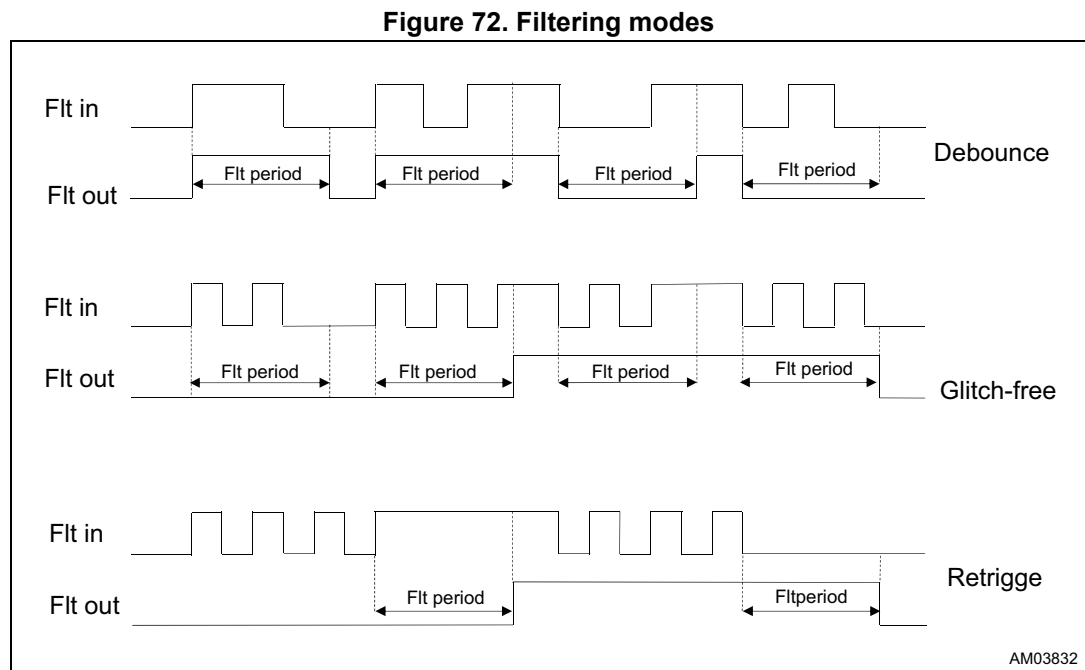 Figure 72. Filtering modes
Flt in
Flt period
Flt period
Flt period
Flt period
Debounce
Flt out
Flt in
Flt out
Flt period
Flt period
Flt period
Flt period
Glitch-free
Flt in
Flt out
Flt period
Fltperiod
Retrigge
AM03832